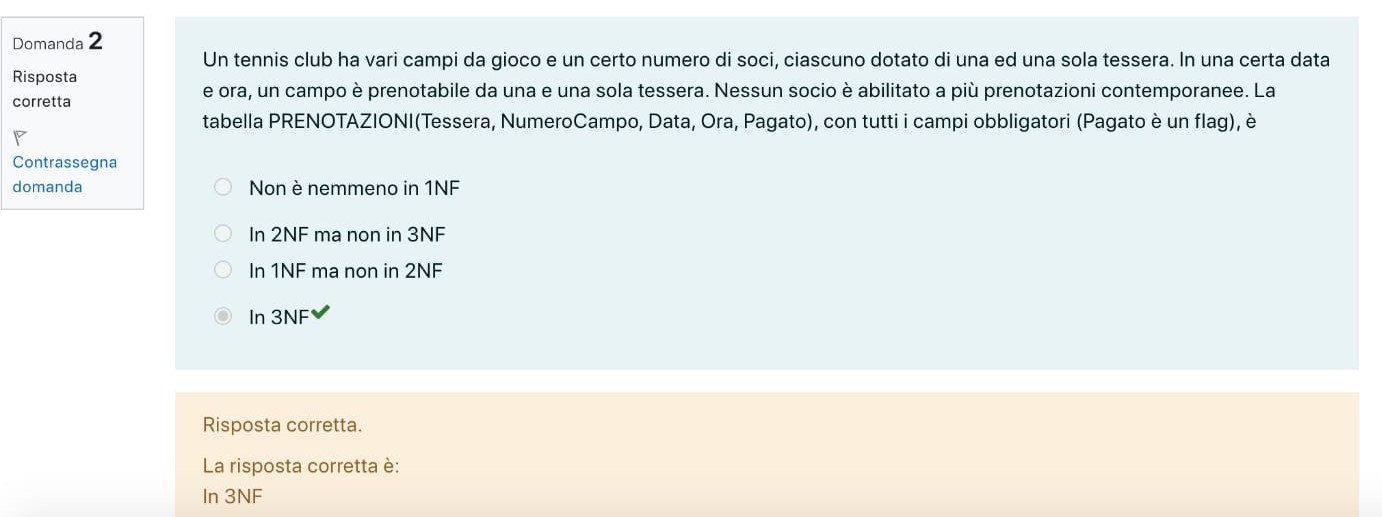 Domanda 2
Risposta
corretta
Contrassegna
domanda
Un tennis club ha vari campi da gioco e un certo numero di soci, ciascuno dotato di una ed una sola tessera. In una certa data
e ora, un campo è prenotabile da una e una sola tessera. Nessun socio è abilitato a più prenotazioni contemporanee. La
tabella PRENOTAZIONI(Tessera, NumeroCampo, Data, Ora, Pagato), con tutti i campi obbligatori (Pagato è un flag), è
Non è nemmeno in 1NF
In 2NF ma non in 3NF
In 1NF ma non in 2NF
In 3NF
Risposta corretta.
La risposta corretta è:
In 3NF